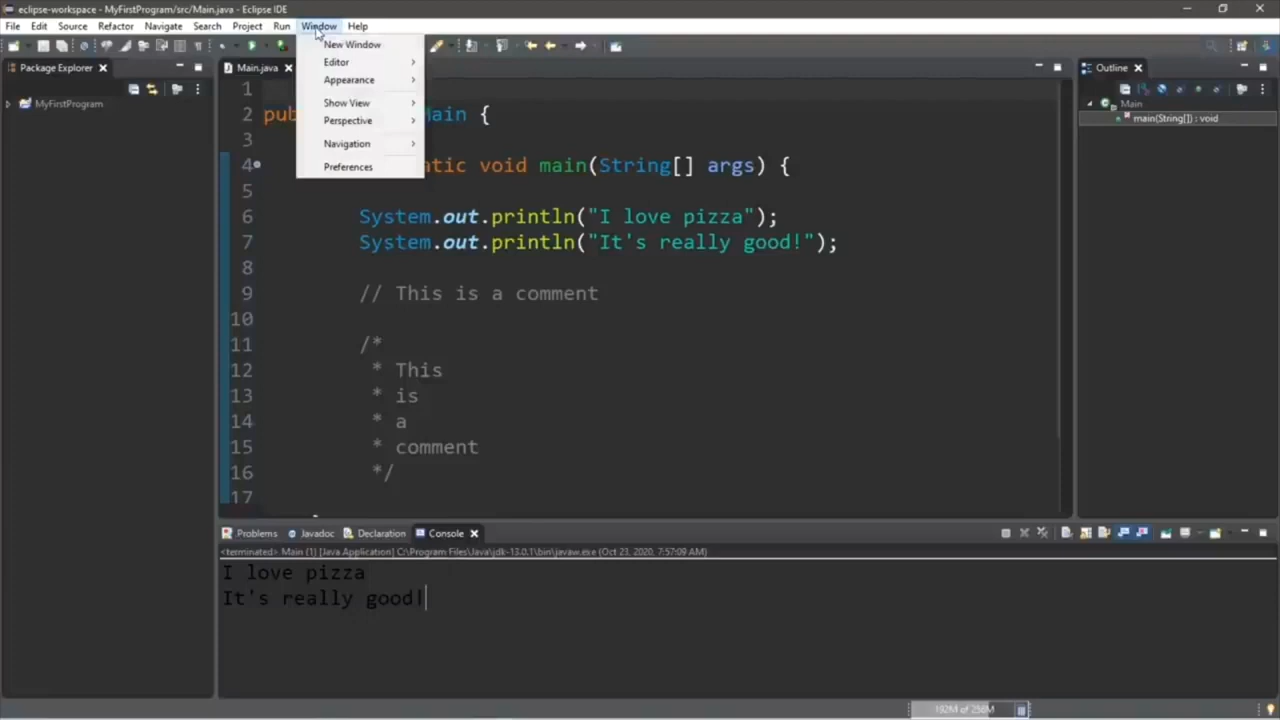 eclipse-workspace - MyFirstProgram/src/Main.java - Eclipse IDE
File Edit Source Refactor Navigate Search Project Run Window Help
New Window
Editor
Appearance
Show View
Perspective
Navigation
Preferences
Package Explorer
MyFirstProgram
Main.java
1
2 pub Main {
3
4 atic void main(String[] args) {
5
6 System.out.println("I love pizza");
7 System.out.println("It's really good!");
8
9 // This is a comment
10
11 /*
12 * This
13 * is
14 * a
15 * comment
16 */
17
Outline
Main
main(String[]) : void
Problems Javadoc Declaration Console
<terminated> Main (1) [Java Application] C:\Program Files\Java\jdk-13.0.1\bin\javaw.exe (Oct 23, 2020, 7:57:09 AM)
I love pizza
It's really good!
192M of 256M